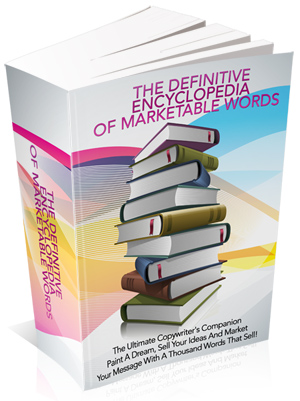 THE DEFINITIVE
ENCYCLOPEDIA
OF MARKETABLE WORDS
THE DEFINITIVE
ENCYCLOPEDIA
OF MARKETABLE WORDS
The Ultimate Copywriter's Companion
Paint A Dream, Sell Your Ideas And Market
Your Message With A Thousand Words That Sell!!